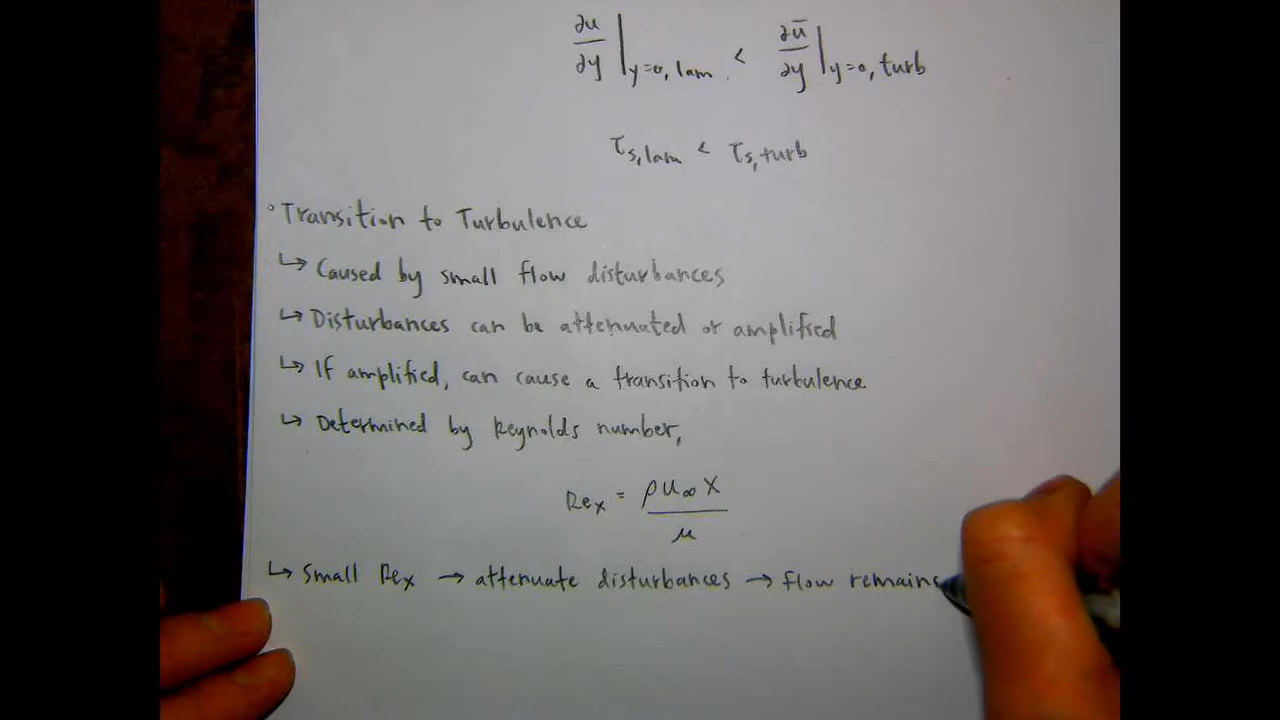 ∂u/∂y |y=0, lam < ∂ū/∂y |y=0, turb
τs,lam < τs,turb
• Transition to Turbulence
↳ Caused by small flow disturbances
↳ Disturbances can be attenuated or amplified
↳ If amplified, can cause a transition to turbulence
↳ Determined by Reynolds number,
Rex = ρu∞x / μ
↳ Small Rex → attenuate disturbances → flow remains